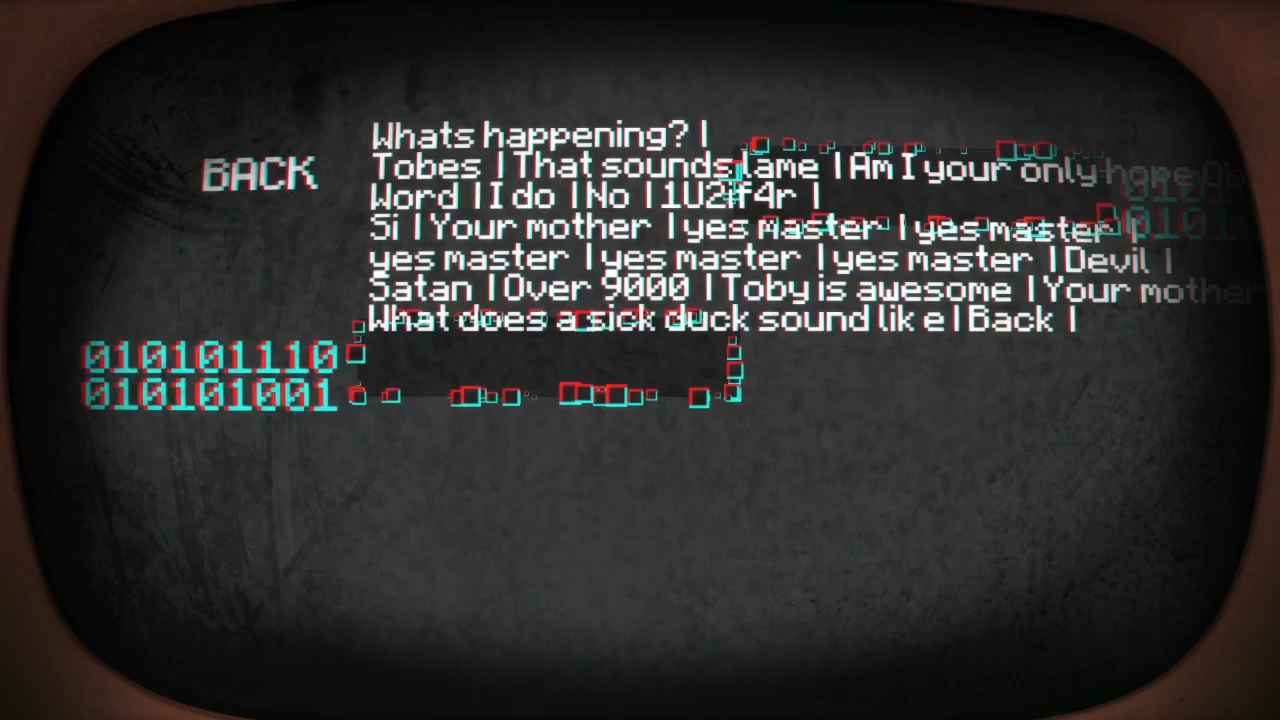 Whats happening? |
BACK
Tobes | That sounds lame | Am I your only hope
Word | I do | No | 1U2if4r |
Si | Your mother | yes master | yes master |
yes master | yes master | yes master | Devil |
Satan | Over 9000 | Toby is awesome | Your mother
What does a sick duck sound lik e | Back |
010101110
010101001